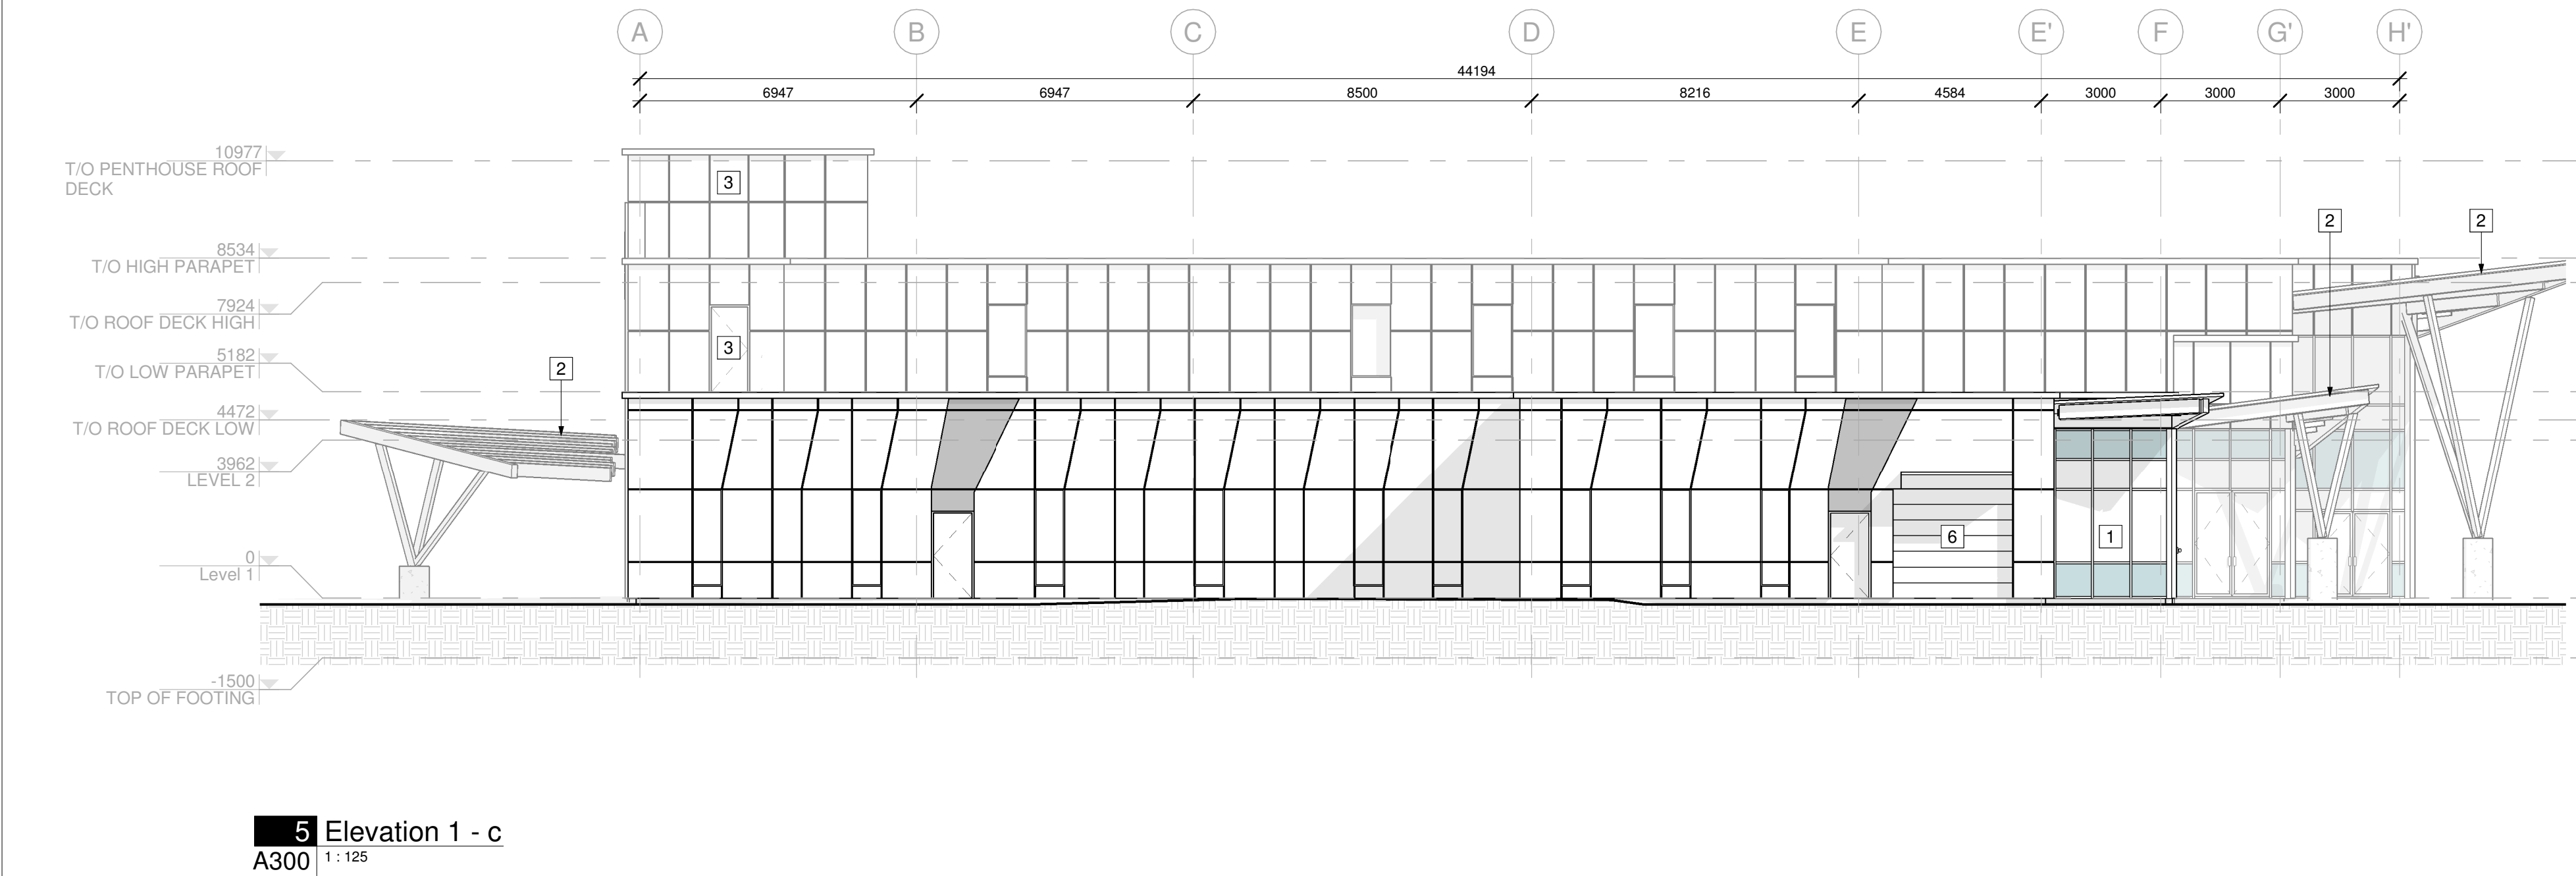 A B C D E E' F G' H'
44194
6947 6947 8500 8216 4584 3000 3000 3000
10977
T/O PENTHOUSE ROOF
DECK
3
2 2
8534
T/O HIGH PARAPET
7924
T/O ROOF DECK HIGH
3
5182
T/O LOW PARAPET
2
4472
T/O ROOF DECK LOW
3962
LEVEL 2
6 1
0
Level 1
-1500
TOP OF FOOTING
5 Elevation 1 - c
A300 1 : 125